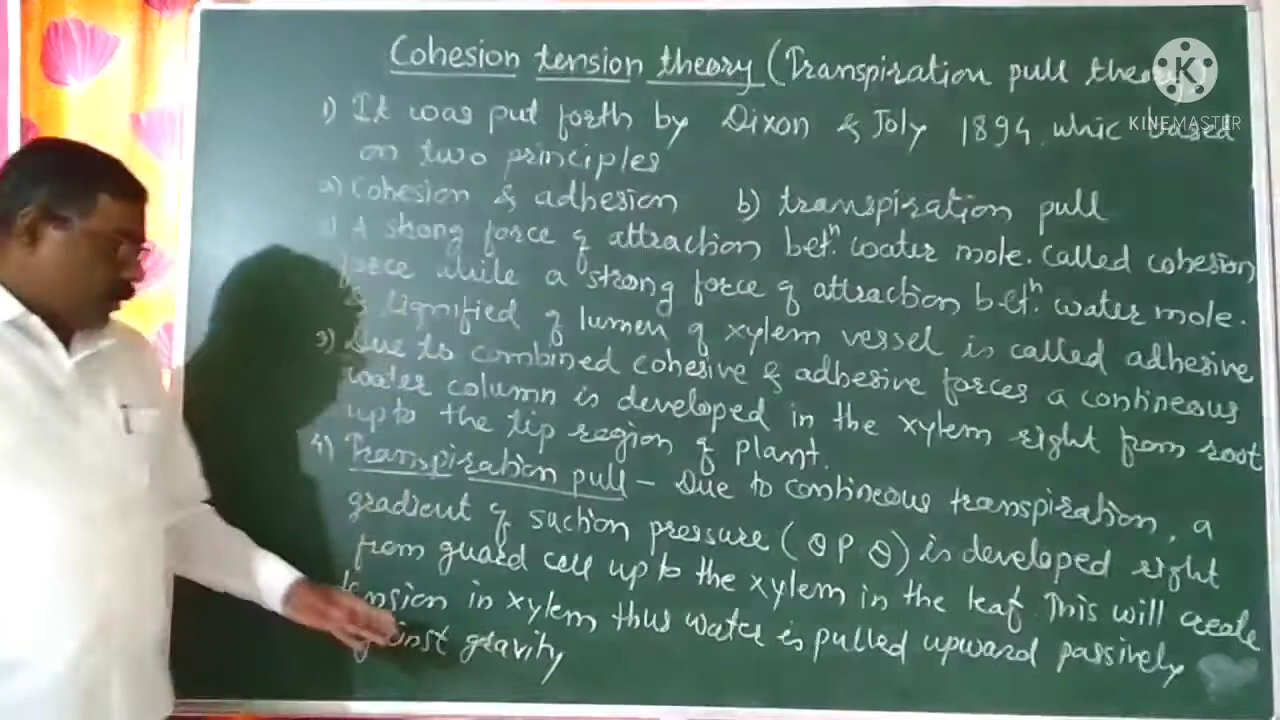 Cohesion tension theory (Transpiration pull theory)
K
KINEMASTER
1) It was put forth by Dixon & Joly 1894 whic based
on two principles
a) Cohesion & adhesion b) transpiration pull
A strong force of attraction betⁿ. water mole. called cohesion
force while a strong force of attraction betⁿ. water mole.
& lignified of lumen of xylem vessel is called adhesive
3) Due to combined cohesive & adhesive forces a contineous
water column is developed in the xylem right from root
upto the tip region of plant.
4) Transpiration pull - Due to contineous transpiration, a
gradient of suction pressure ( P ) is developed right
from guard cell up to the xylem in the leaf. This will create
tension in xylem thus water is pulled upward passively
against gravity